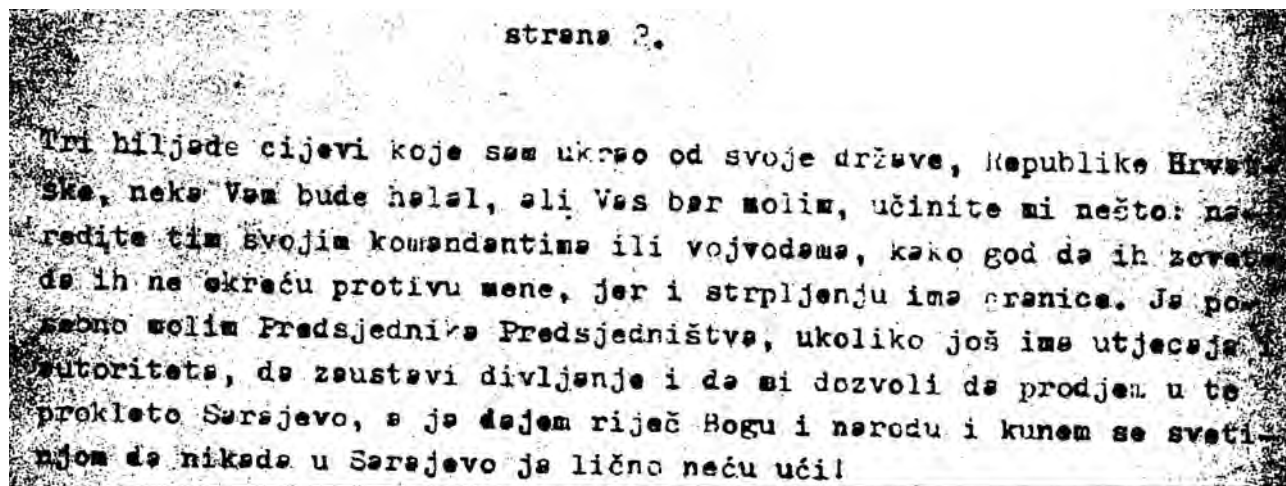 strana 2.
Tri hiljade cijevi koje sam ukrao od svoje države, Republike Hrvat-
ske, neka Vam bude halal, ali Vas bar molim, učinite mi nešto: na-
redite tim svojim komandantima ili vojvodama, kako god da ih zovete
da ih ne okreću protivu mene, jer i strpljenju ima granica. Ja po-
sebno molim Predsjednika Predsjedništva, ukoliko još ima utjecaja i
autoriteta, da zaustavi divljanje i da mi dozvoli da prodjem u to
prokleto Sarajevo, a ja dajem riječ Bogu i narodu i kunem se sveti-
njom da nikada u Sarajevo ja lično neću ući!